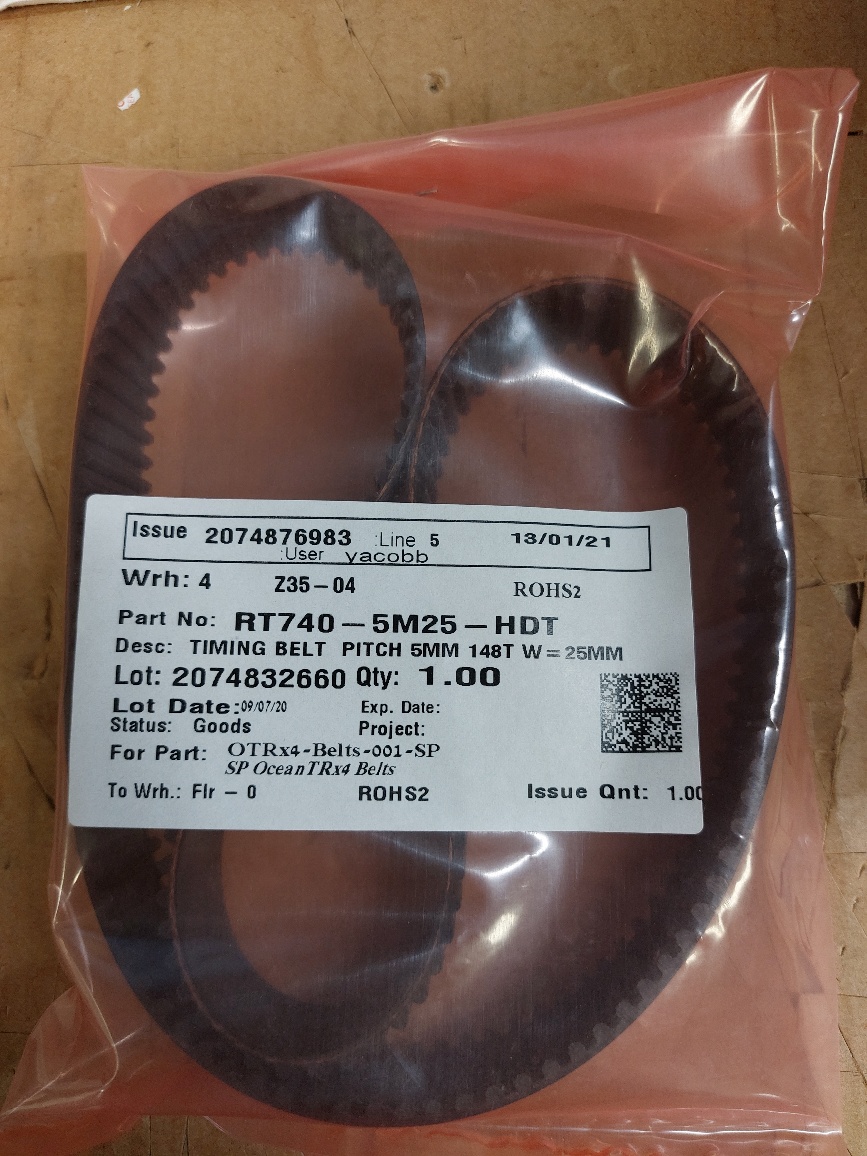 Issue 2074876983 :Line 5 13/01/21
:User yacobb
Wrh: 4 Z35-04 ROHS2
Part No: RT740-5M25-HDT
Desc: TIMING BELT PITCH 5MM 148T W=25MM
Lot: 2074832660 Qty: 1.00
Lot Date: 09/07/20 Exp. Date:
Status: Goods Project:
For Part: OTRx4-Belts-001-SP
SP OceanTRx4 Belts
To Wrh.: Flr - 0 ROHS2 Issue Qnt: 1.00